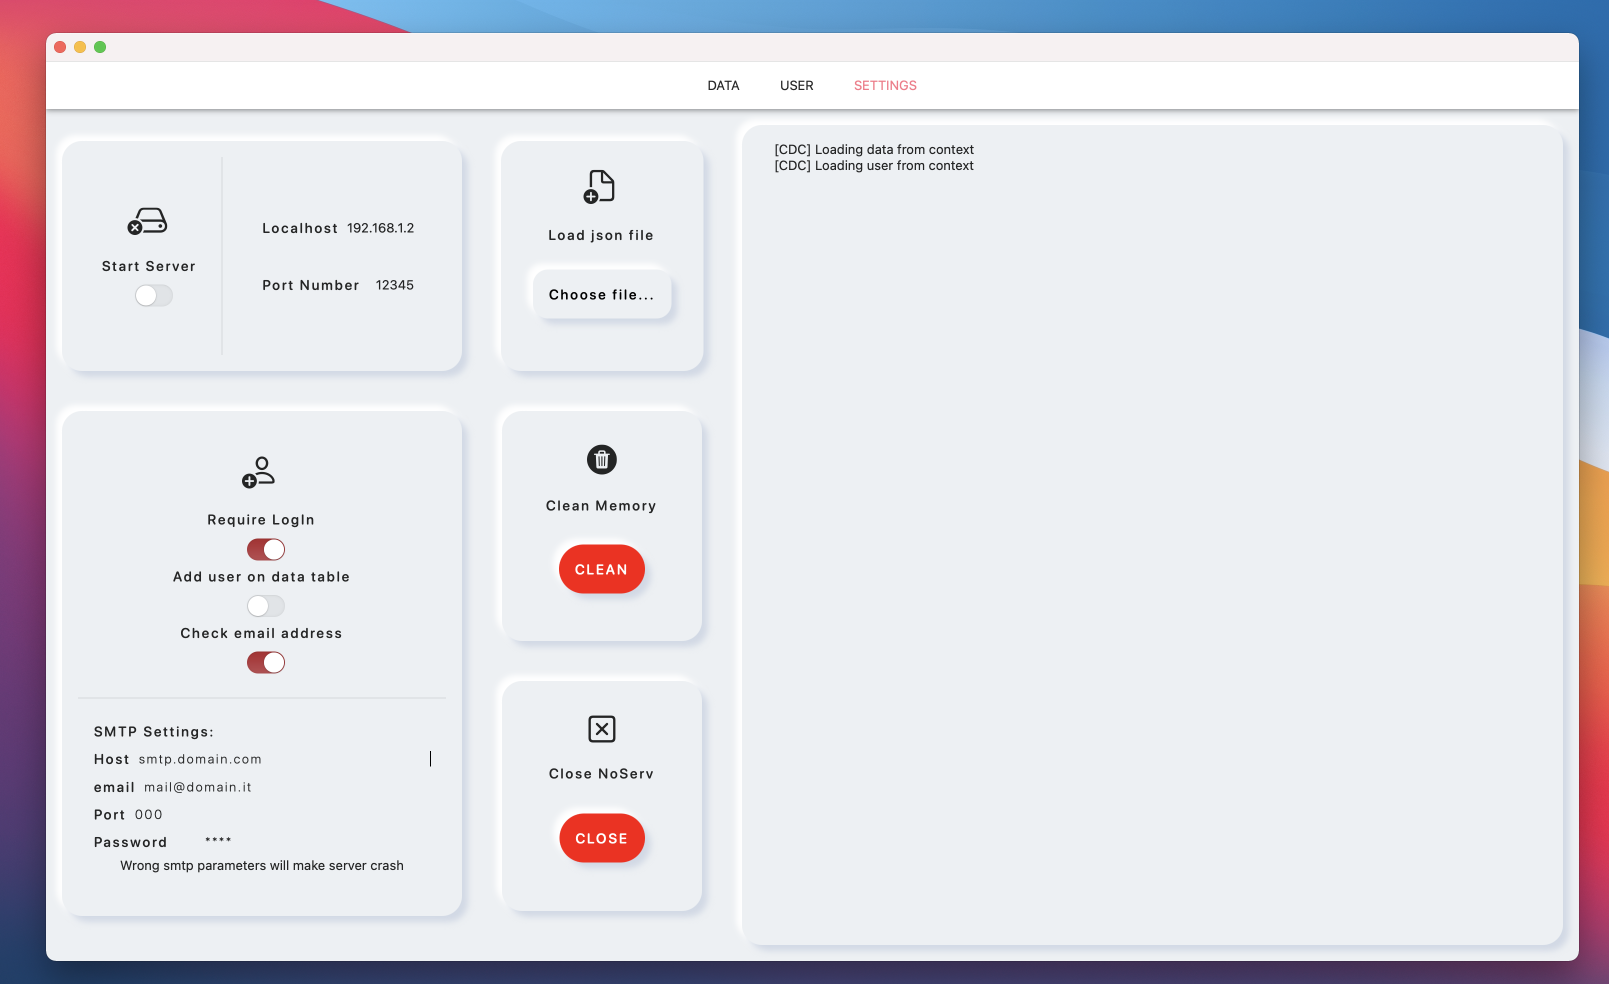 DATA USER SETTINGS
Start Server
Localhost 192.168.1.2
Port Number 12345
Load json file
Choose file...
[CDC] Loading data from context
[CDC] Loading user from context
Require LogIn
Add user on data table
Check email address
SMTP Settings:
Host smtp.domain.com
email mail@domain.it
Port 000
Password ****
Wrong smtp parameters will make server crash
Clean Memory
CLEAN
Close NoServ
CLOSE